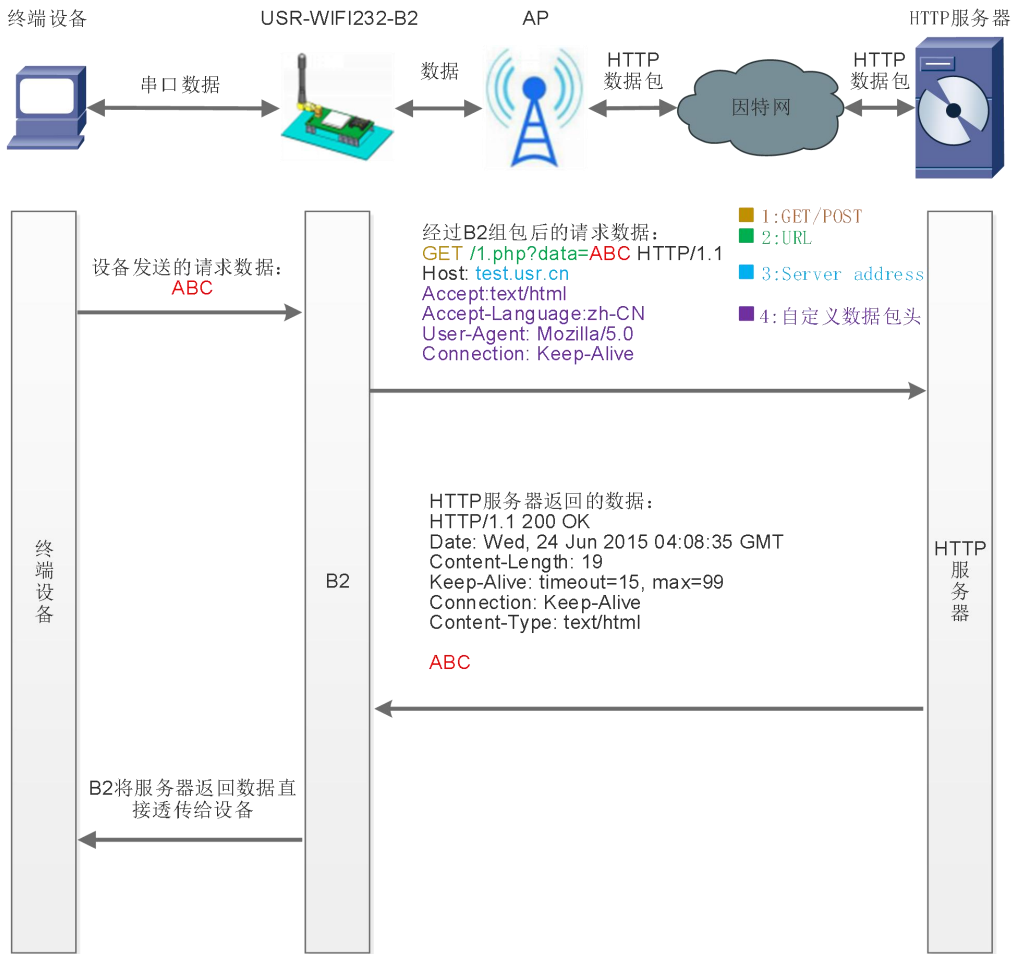 终端设备
USR-WIFI232-B2
AP
HTTP服务器
串口数据
数据
HTTP
数据包
因特网
HTTP
数据包
设备发送的请求数据:
ABC
经过B2组包后的请求数据:
GET /1.php?data=ABC HTTP/1.1
Host: test.usr.cn
Accept:text/html
Accept-Language:zh-CN
User-Agent: Mozilla/5.0
Connection: Keep-Alive
1:GET/POST
2:URL
3:Server address
4:自定义数据包头
HTTP服务器返回的数据:
HTTP/1.1 200 OK
Date: Wed, 24 Jun 2015 04:08:35 GMT
Content-Length: 19
Keep-Alive: timeout=15, max=99
Connection: Keep-Alive
Content-Type: text/html
ABC
终
端
设
备
B2
HTTP
服
务
器
B2将服务器返回数据直
接透传给设备